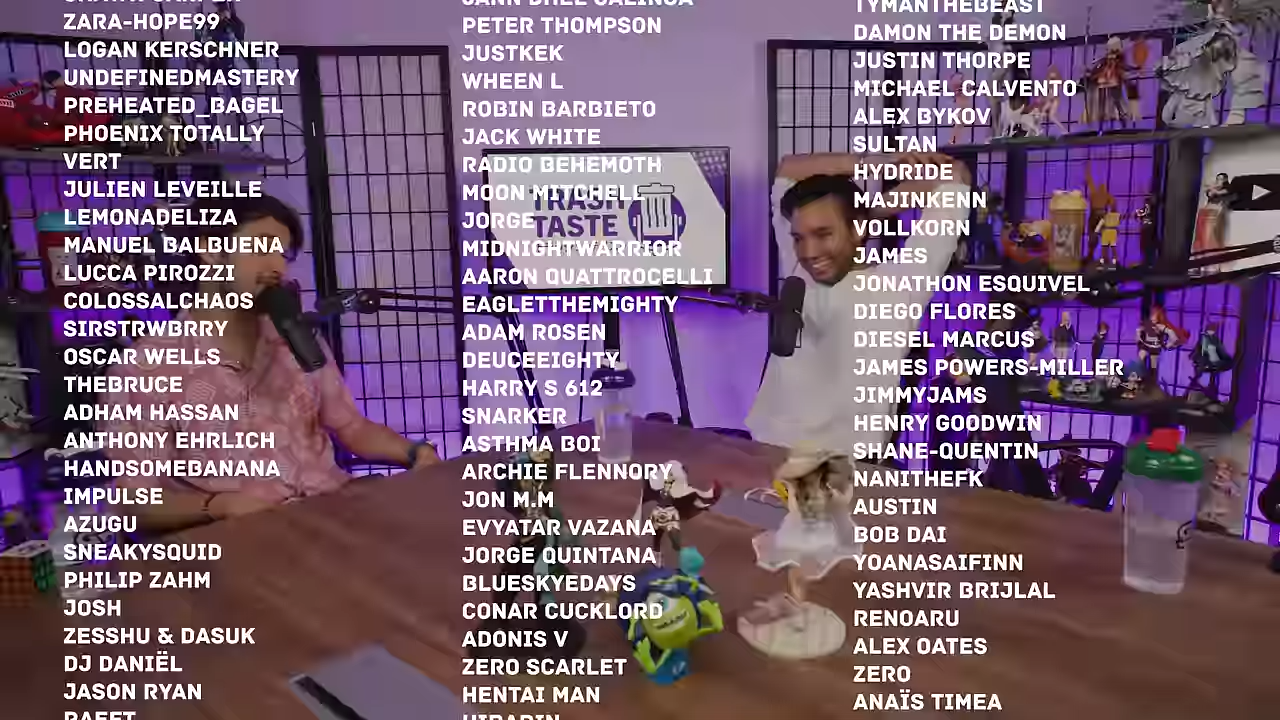 ZARA-HOPE99
LOGAN KERSCHNER
UNDEFINEDMASTERY
PREHEATED_BAGEL
PHOENIX TOTALLY
VERT
JULIEN LEVEILLE
LEMONADELIZA
MANUEL BALBUENA
LUCCA PIROZZI
COLOSSALCHAOS
SIRSTRWBRRY
OSCAR WELLS
THEBRUCE
ADHAM HASSAN
ANTHONY EHRLICH
HANDSOMEBANANA
IMPULSE
AZUGU
SNEAKYSQUID
PHILIP ZAHM
JOSH
ZESSHU & DASUK
DJ DANIËL
JASON RYAN
PETER THOMPSON
JUSTKEK
WHEEN L
ROBIN BARBIETO
JACK WHITE
RADIO BEHEMOTH
MOON MITCHELL
JORGE
MIDNIGHTWARRIOR
AARON QUATTROCELLI
EAGLETTHEMIGHTY
ADAM ROSEN
DEUCEEIGHTY
HARRY S 612
SNARKER
ASTHMA BOI
ARCHIE FLENNORY
JON M.M
EVYATAR VAZANA
JORGE QUINTANA
BLUESKYEDAYS
CONAR CUCKLORD
ADONIS V
ZERO SCARLET
HENTAI MAN
TYMANTHEBEAST
DAMON THE DEMON
JUSTIN THORPE
MICHAEL CALVENTO
ALEX BYKOV
SULTAN
HYDRIDE
MAJINKENN
VOLLKORN
JAMES
JONATHON ESQUIVEL
DIEGO FLORES
DIESEL MARCUS
JAMES POWERS-MILLER
JIMMYJAMS
HENRY GOODWIN
SHANE-QUENTIN
NANITHEFK
AUSTIN
BOB DAI
YOANASAIFINN
YASHVIR BRIJLAL
RENOARU
ALEX OATES
ZERO
ANAÏS TIMEA
TRASH
TASTE